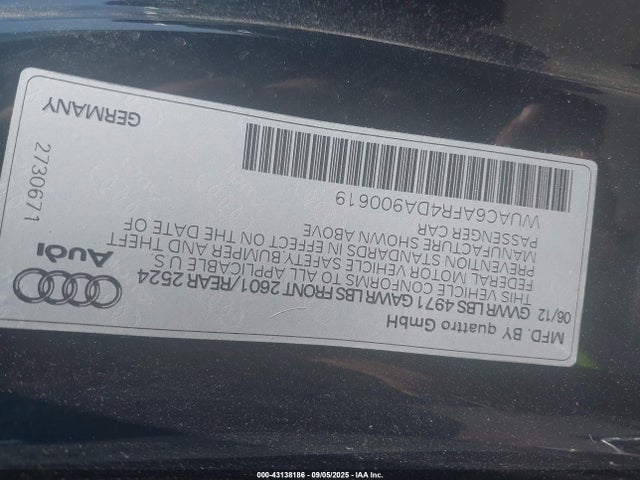 MFD. BY quattro GmbH
06/12 GVWR LBS 4971 GAWR LBS FRONT 2601/REAR 2524
THIS VEHICLE CONFORMS TO ALL APPLICABLE U.S.
FEDERAL MOTOR VEHICLE SAFETY BUMPER AND THEFT
PREVENTION STANDARDS IN EFFECT ON THE DATE OF
MANUFACTURE SHOWN ABOVE
PASSENGER CAR
WUAC6AFR4DA900619
Audi
2730671
GERMANY
000-43138186 - 09/05/2025 - IAA Inc.